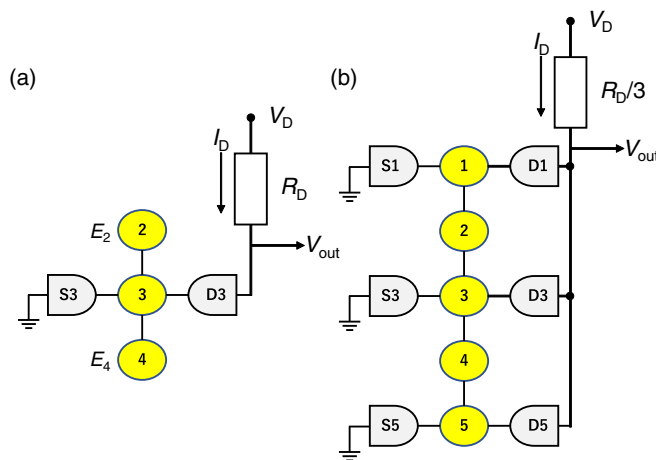 (a)
V_D
I_D
R_D
V_out
E_2
2
S3
3
D3
E_4
4
(b)
V_D
I_D
R_D/3
V_out
S1
1
D1
2
S3
3
D3
4
S5
5
D5